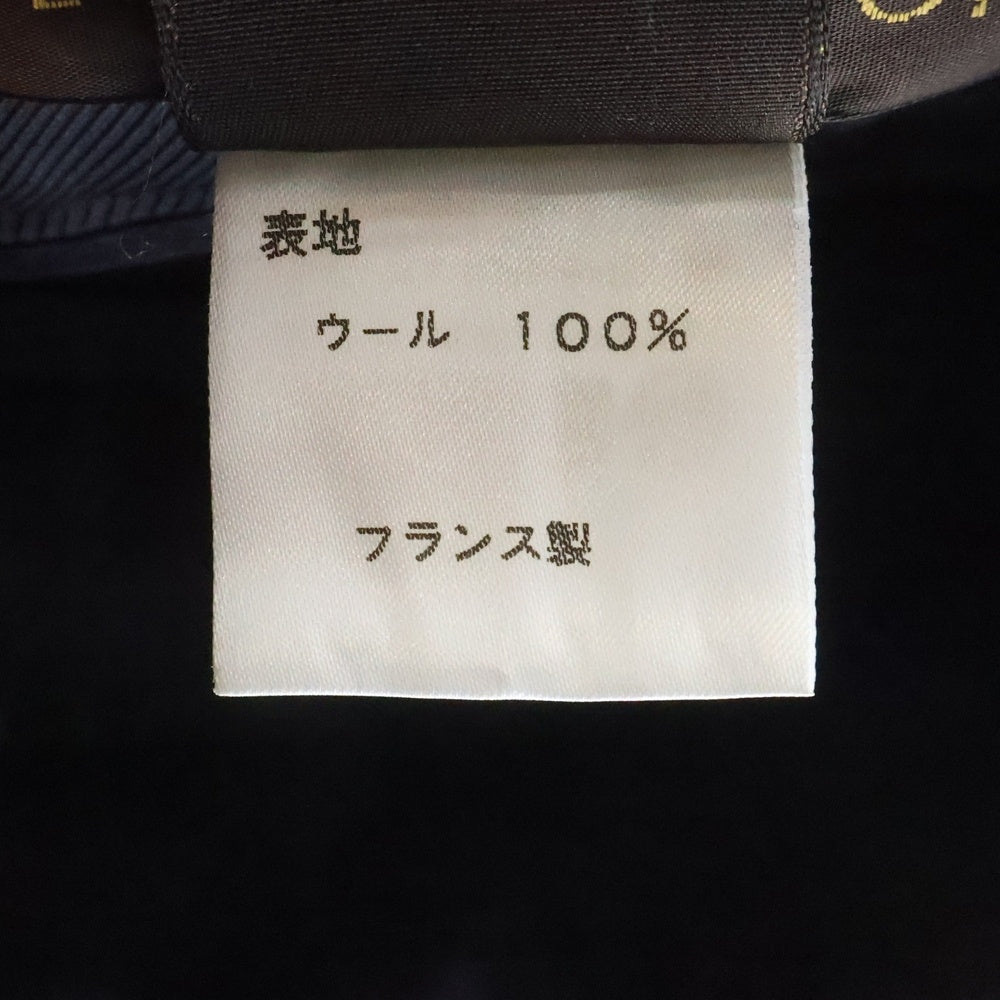 表地
ウール　１００％
フランス製